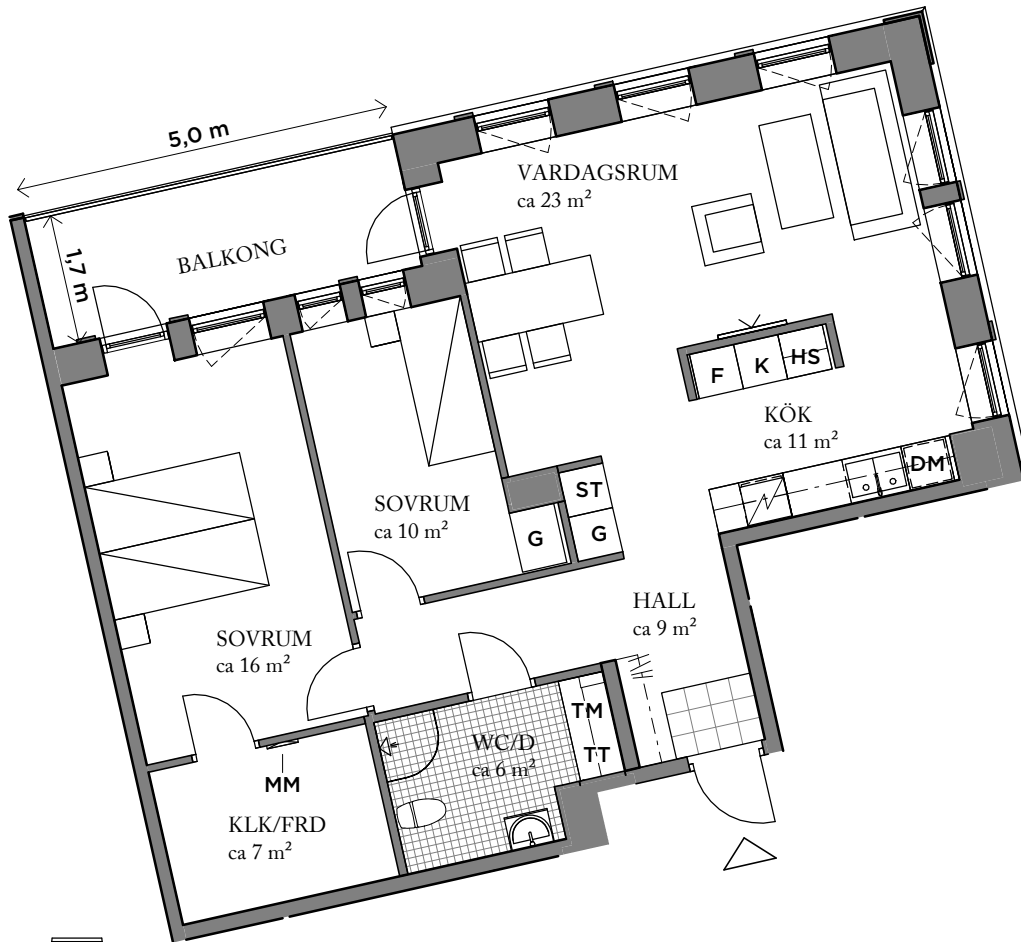 5,0 m
VARDAGSRUM
ca 23 m²
1,7 m
BALKONG
F
K
HS
KÖK
ca 11 m²
DM
ST
SOVRUM
ca 10 m²
G
G
HALL
ca 9 m²
SOVRUM
ca 16 m²
TM
WC/D
ca 6 m²
TT
MM
KLK/FRD
ca 7 m²